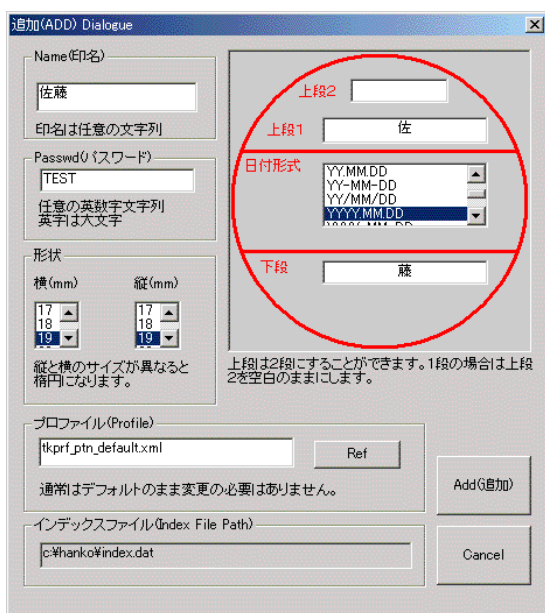 追加(ADD) Dialogue
Name(印名)
佐藤
印名は任意の文字列
Passwd(パスワード)
TEST
任意の英数字文字列
英字は大文字
形状
横(mm)
縦(mm)
17
18
19
17
18
19
縦と横のサイズが異なると
楕円になります。
上段2
上段1
佐
日付形式
YY.MM.DD
YY-MM-DD
YY/MM/DD
YYYY.MM.DD
下段
藤
上段は2段にすることができます。1段の場合は上段
2を空白のままにします。
プロファイル(Profile)
tkprf_ptn_default.xml
Ref
通常はデフォルトのまま変更の必要はありません。
インデックスファイル(Index File Path)
c:¥hanko¥index.dat
Add(追加)
Cancel